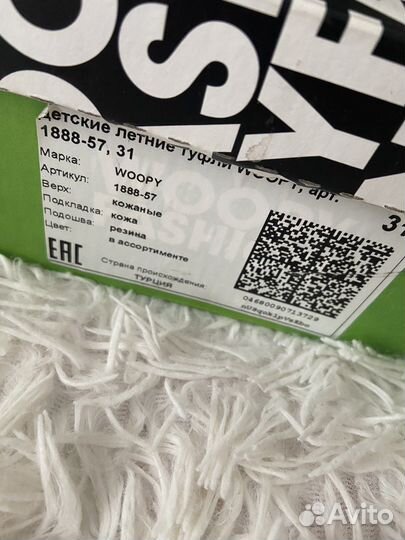 детские летние туфли WOOPY, арт.
1888-57, 31
Марка: WOOPY
Артикул: 1888-57
Верх: кожаные
Подкладка: кожа
Подошва: резина
Цвет: в ассортименте
EAC
Страна происхождения
ТУРЦИЯ
04680090713729
Avito